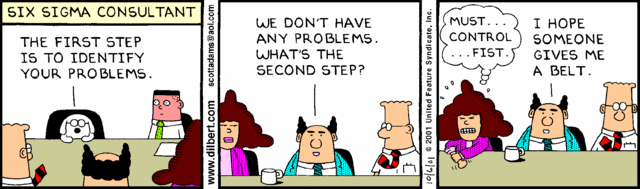 SIX SIGMA CONSULTANT
THE FIRST STEP
IS TO IDENTIFY
YOUR PROBLEMS.
www.dilbert.com
scottadams@aol.com
WE DON'T HAVE
ANY PROBLEMS.
WHAT'S THE
SECOND STEP?
10/6/01 © 2001 United Feature Syndicate, Inc.
MUST...
CONTROL
...FIST.
I HOPE
SOMEONE
GIVES ME
A BELT.